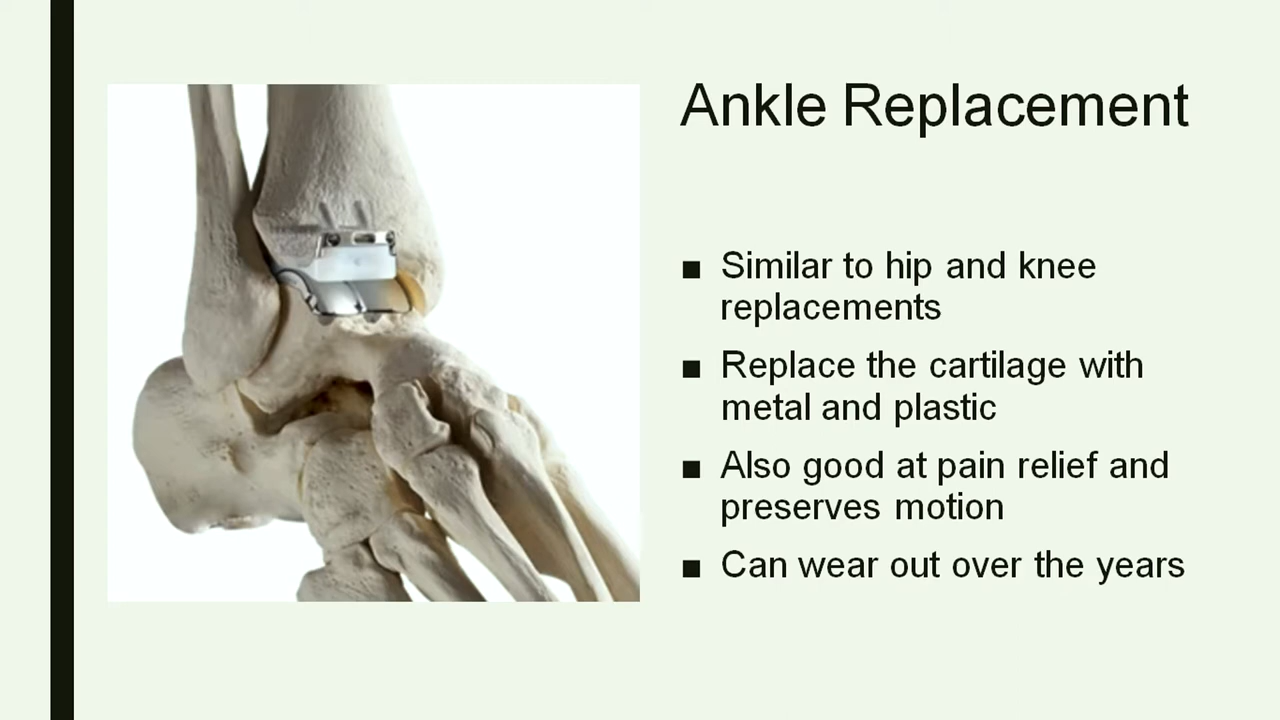 Ankle Replacement
■ Similar to hip and knee
replacements
■ Replace the cartilage with
metal and plastic
■ Also good at pain relief and
preserves motion
■ Can wear out over the years